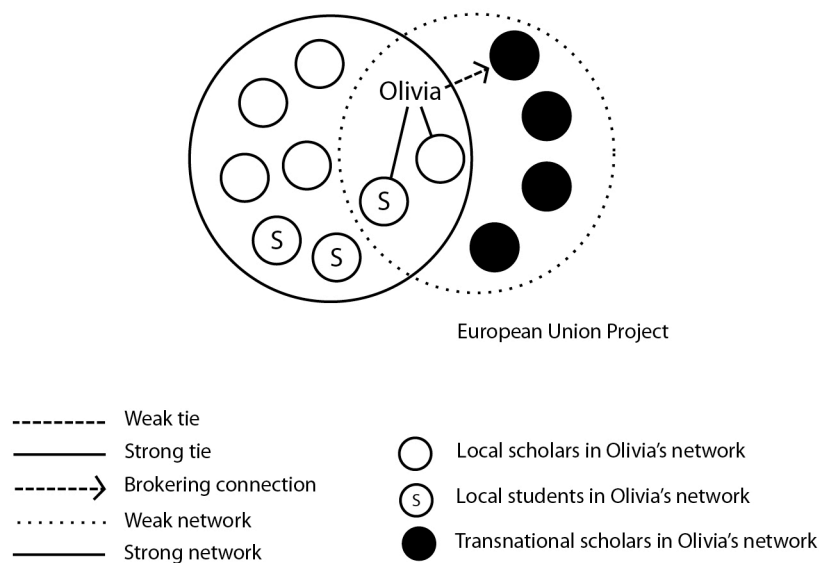 Olivia
S
S
S
European Union Project
Weak tie
Strong tie
Brokering connection
Weak network
Strong network
Local scholars in Olivia's network
S Local students in Olivia's network
Transnational scholars in Olivia's network